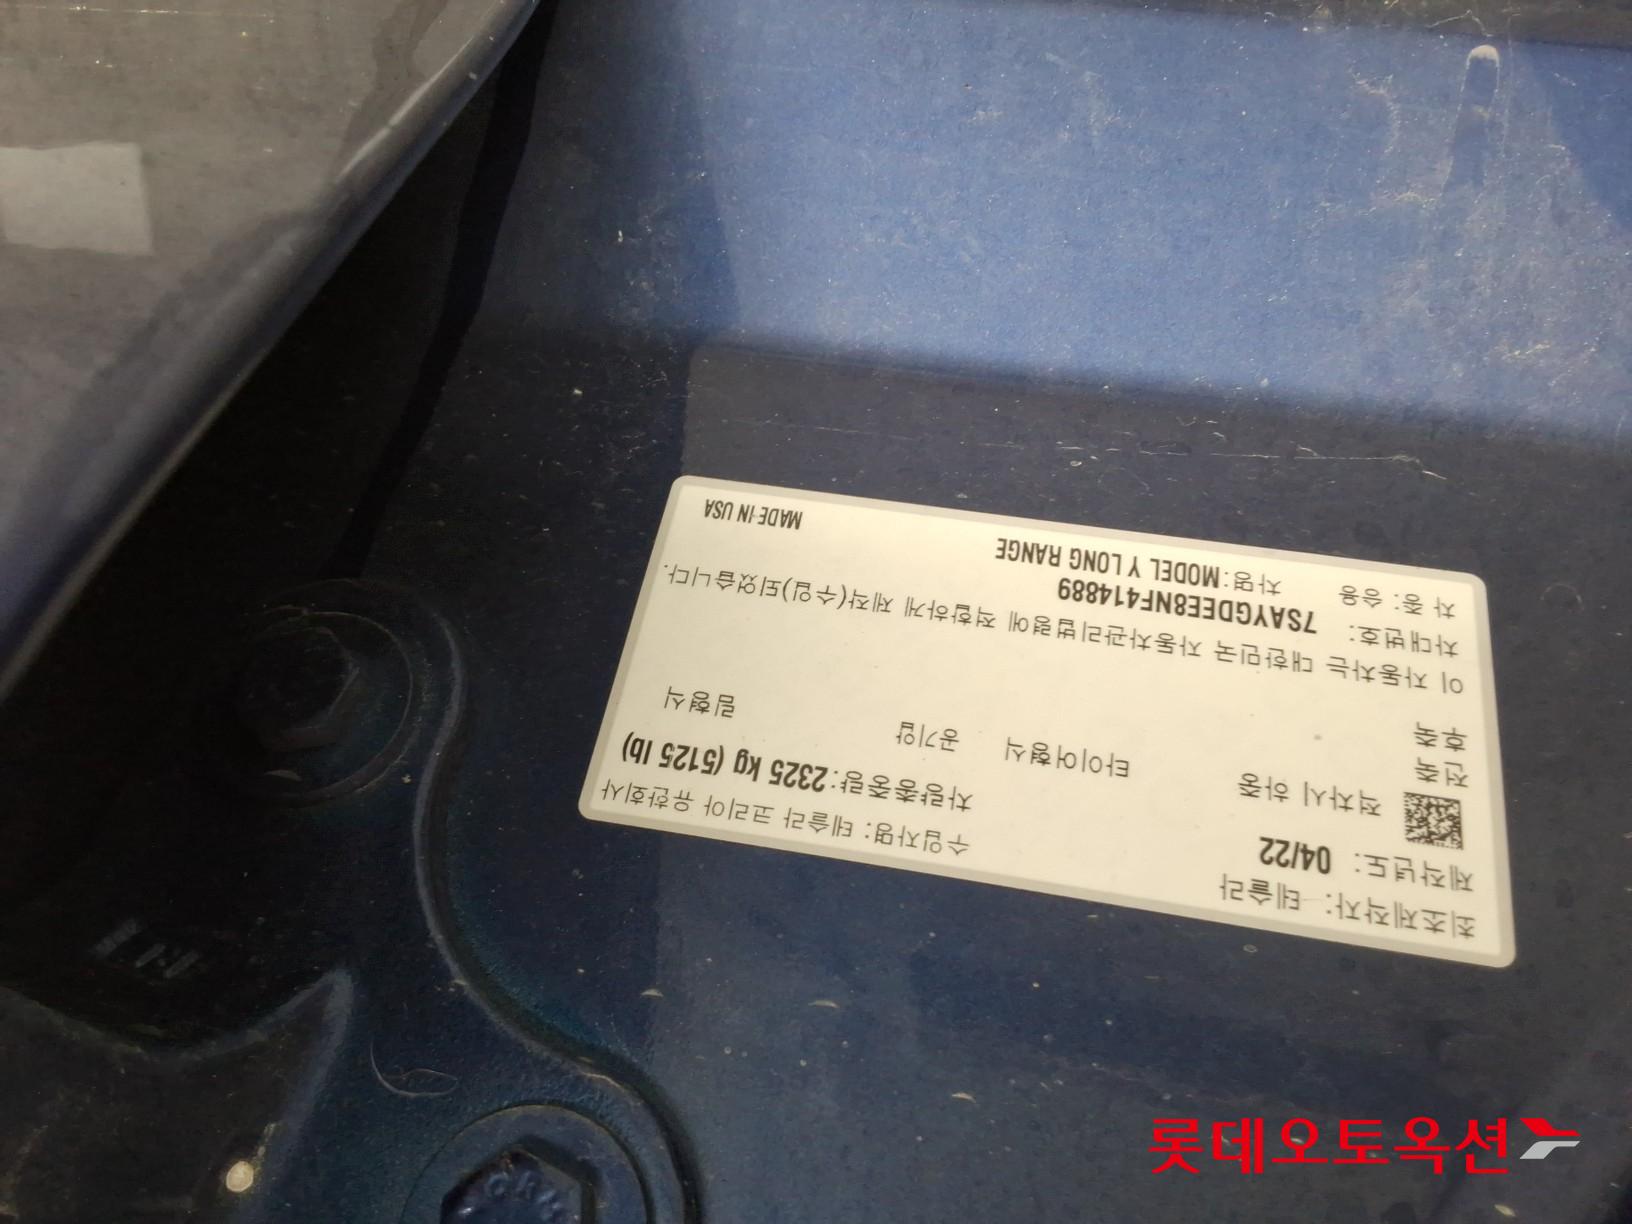 최초제작자: 테슬라
제작년도: 04/22
수입자명: 테슬라 코리아 유한회사
차량총중량: 2325 kg (5125 lb)
적차시 하중
타이어형식
공기압
림형식
전축
후축
이 자동차는 대한민국 자동차관리법령에 적합하게 제작(수입)되었습니다.
차대번호: 7SAYGDEE8NF414889
차 종: 승용
차명: MODEL Y LONG RANGE
MADE IN USA
롯데오토옥션